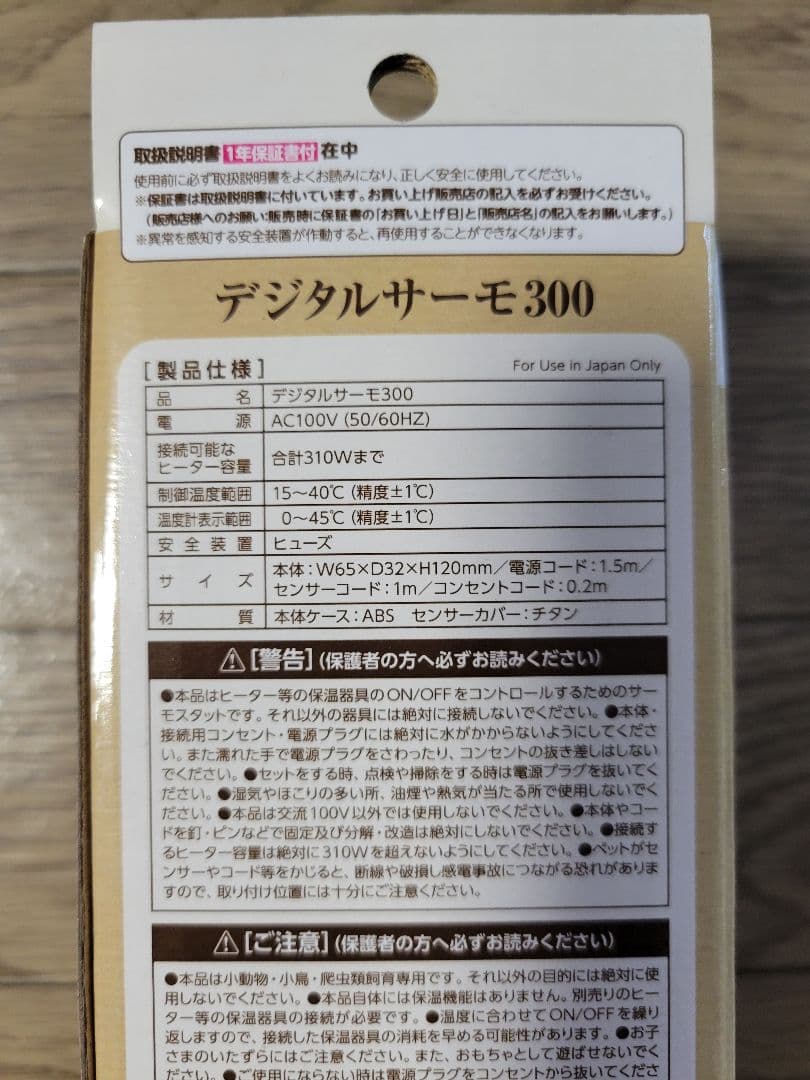 取扱説明書 1年保証書付 在中
使用前に必ず取扱説明書をよくお読みになり、正しく安全に使用してください。
※保証書は取扱説明書に付いています。お買い上げ販売店の記入を必ずお受けください。
(販売店様へのお願い:販売時に保証書の「お買い上げ日」と「販売店名」の記入をお願いします。)
※異常を感知する安全装置が作動すると、再使用することができなくなります。
デジタルサーモ300
[製品仕様] For Use in Japan Only
品名 デジタルサーモ300
電源 AC100V (50/60HZ)
接続可能な
ヒーター容量 合計310Wまで
制御温度範囲 15〜40℃ (精度±1℃)
温度計表示範囲 0〜45℃ (精度±1℃)
安全装置 ヒューズ
サイズ 本体:W65×D32×H120mm/電源コード:1.5m/
センサーコード:1m/コンセントコード:0.2m
材質 本体ケース:ABS センサーカバー:チタン
⚠[警告](保護者の方へ必ずお読みください)
●本品はヒーター等の保温器具のON/OFFをコントロールするためのサー
モスタットです。それ以外の器具には絶対に接続しないでください。●本体・
接続用コンセント・電源プラグには絶対に水がかからないようにしてくださ
い。また濡れた手で電源プラグをさわったり、コンセントの抜き差しはしない
でください。●セットをする時、点検や掃除をする時は電源プラグを抜いてく
ださい。●湿気やほこりの多い所、油煙や熱気が当たる所で使用しないでく
ださい。●本品は交流100V以外では使用しないでください。●本体やコー
ドを釘・ピンなどで固定及び分解・改造は絶対にしないでください。●接続す
るヒーター容量は絶対に310Wを超えないようにしてください。●ペットがセ
ンサーやコード等をかじると、断線や破損し感電事故につながる恐れがありま
すので、取り付け位置には十分にご注意ください。
⚠[ご注意](保護者の方へ必ずお読みください)
●本品は小動物・小鳥・爬虫類飼育専用です。それ以外の目的には絶対に使
用しないでください。●本品自体には保温機能はありません。別売りのヒー
ター等の保温器具の接続が必要です。●温度に合わせてON/OFFを繰り
返しますので、接続した保温器具の消耗を早める可能性があります。●お子
さまのいたずらにはご注意ください。また、おもちゃとして遊ばせないでく
ださい。●ご使用にならない時は電源プラグをコンセントから抜いてくださ